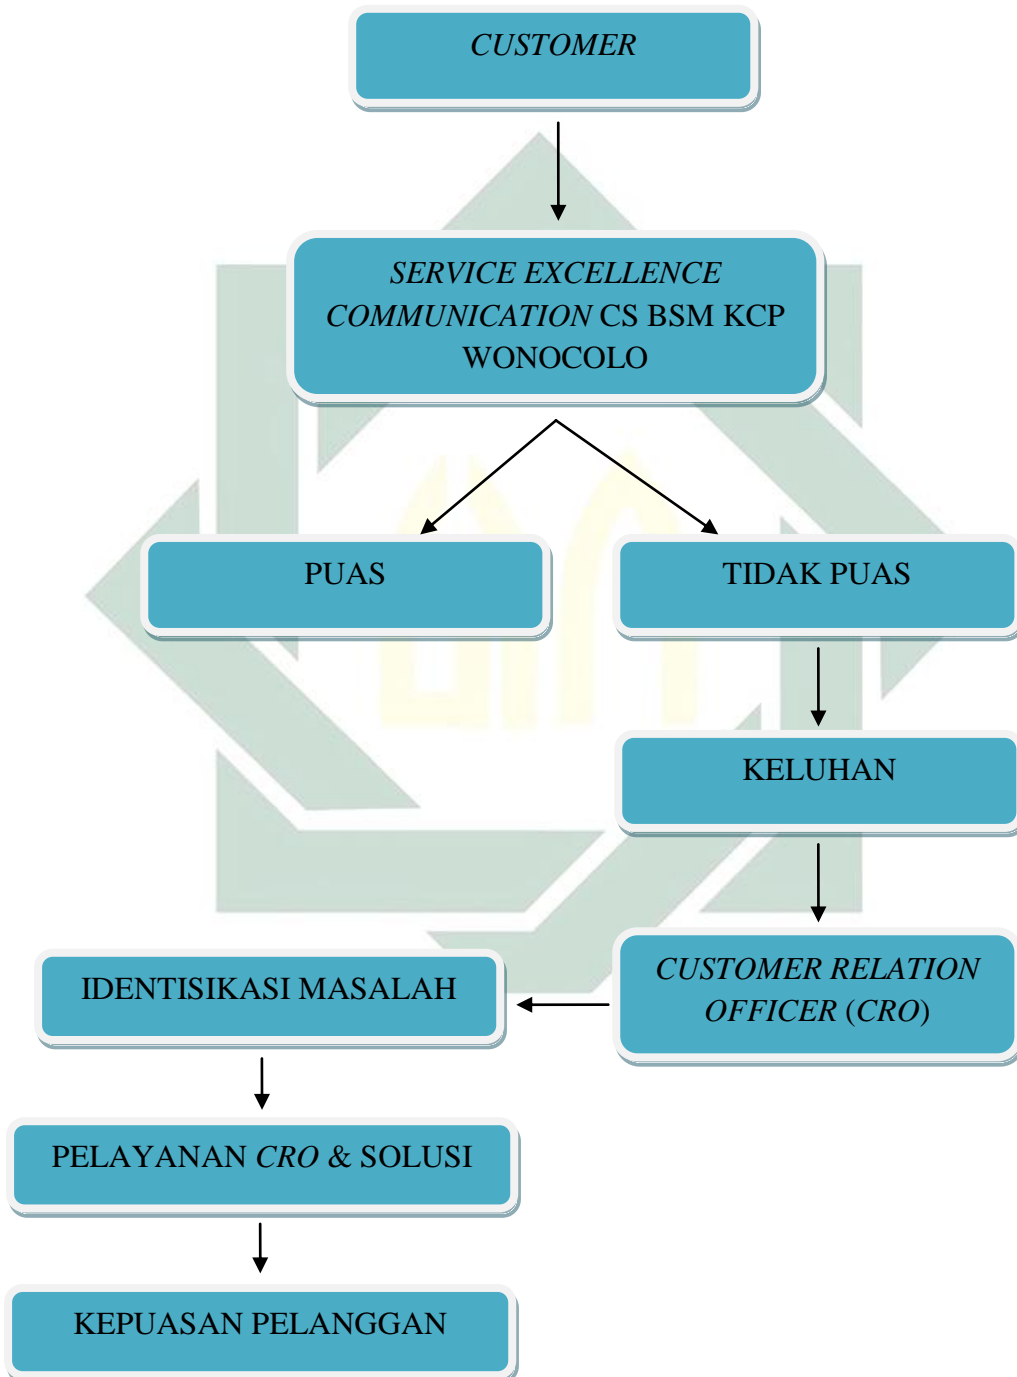 CUSTOMER
SERVICE EXCELLENCE
COMMUNICATION CS BSM KCP
WONOCOLO
PUAS
TIDAK PUAS
KELUHAN
CUSTOMER RELATION
OFFICER (CRO)
IDENTISIKASI MASALAH
PELAYANAN CRO & SOLUSI
KEPUASAN PELANGGAN